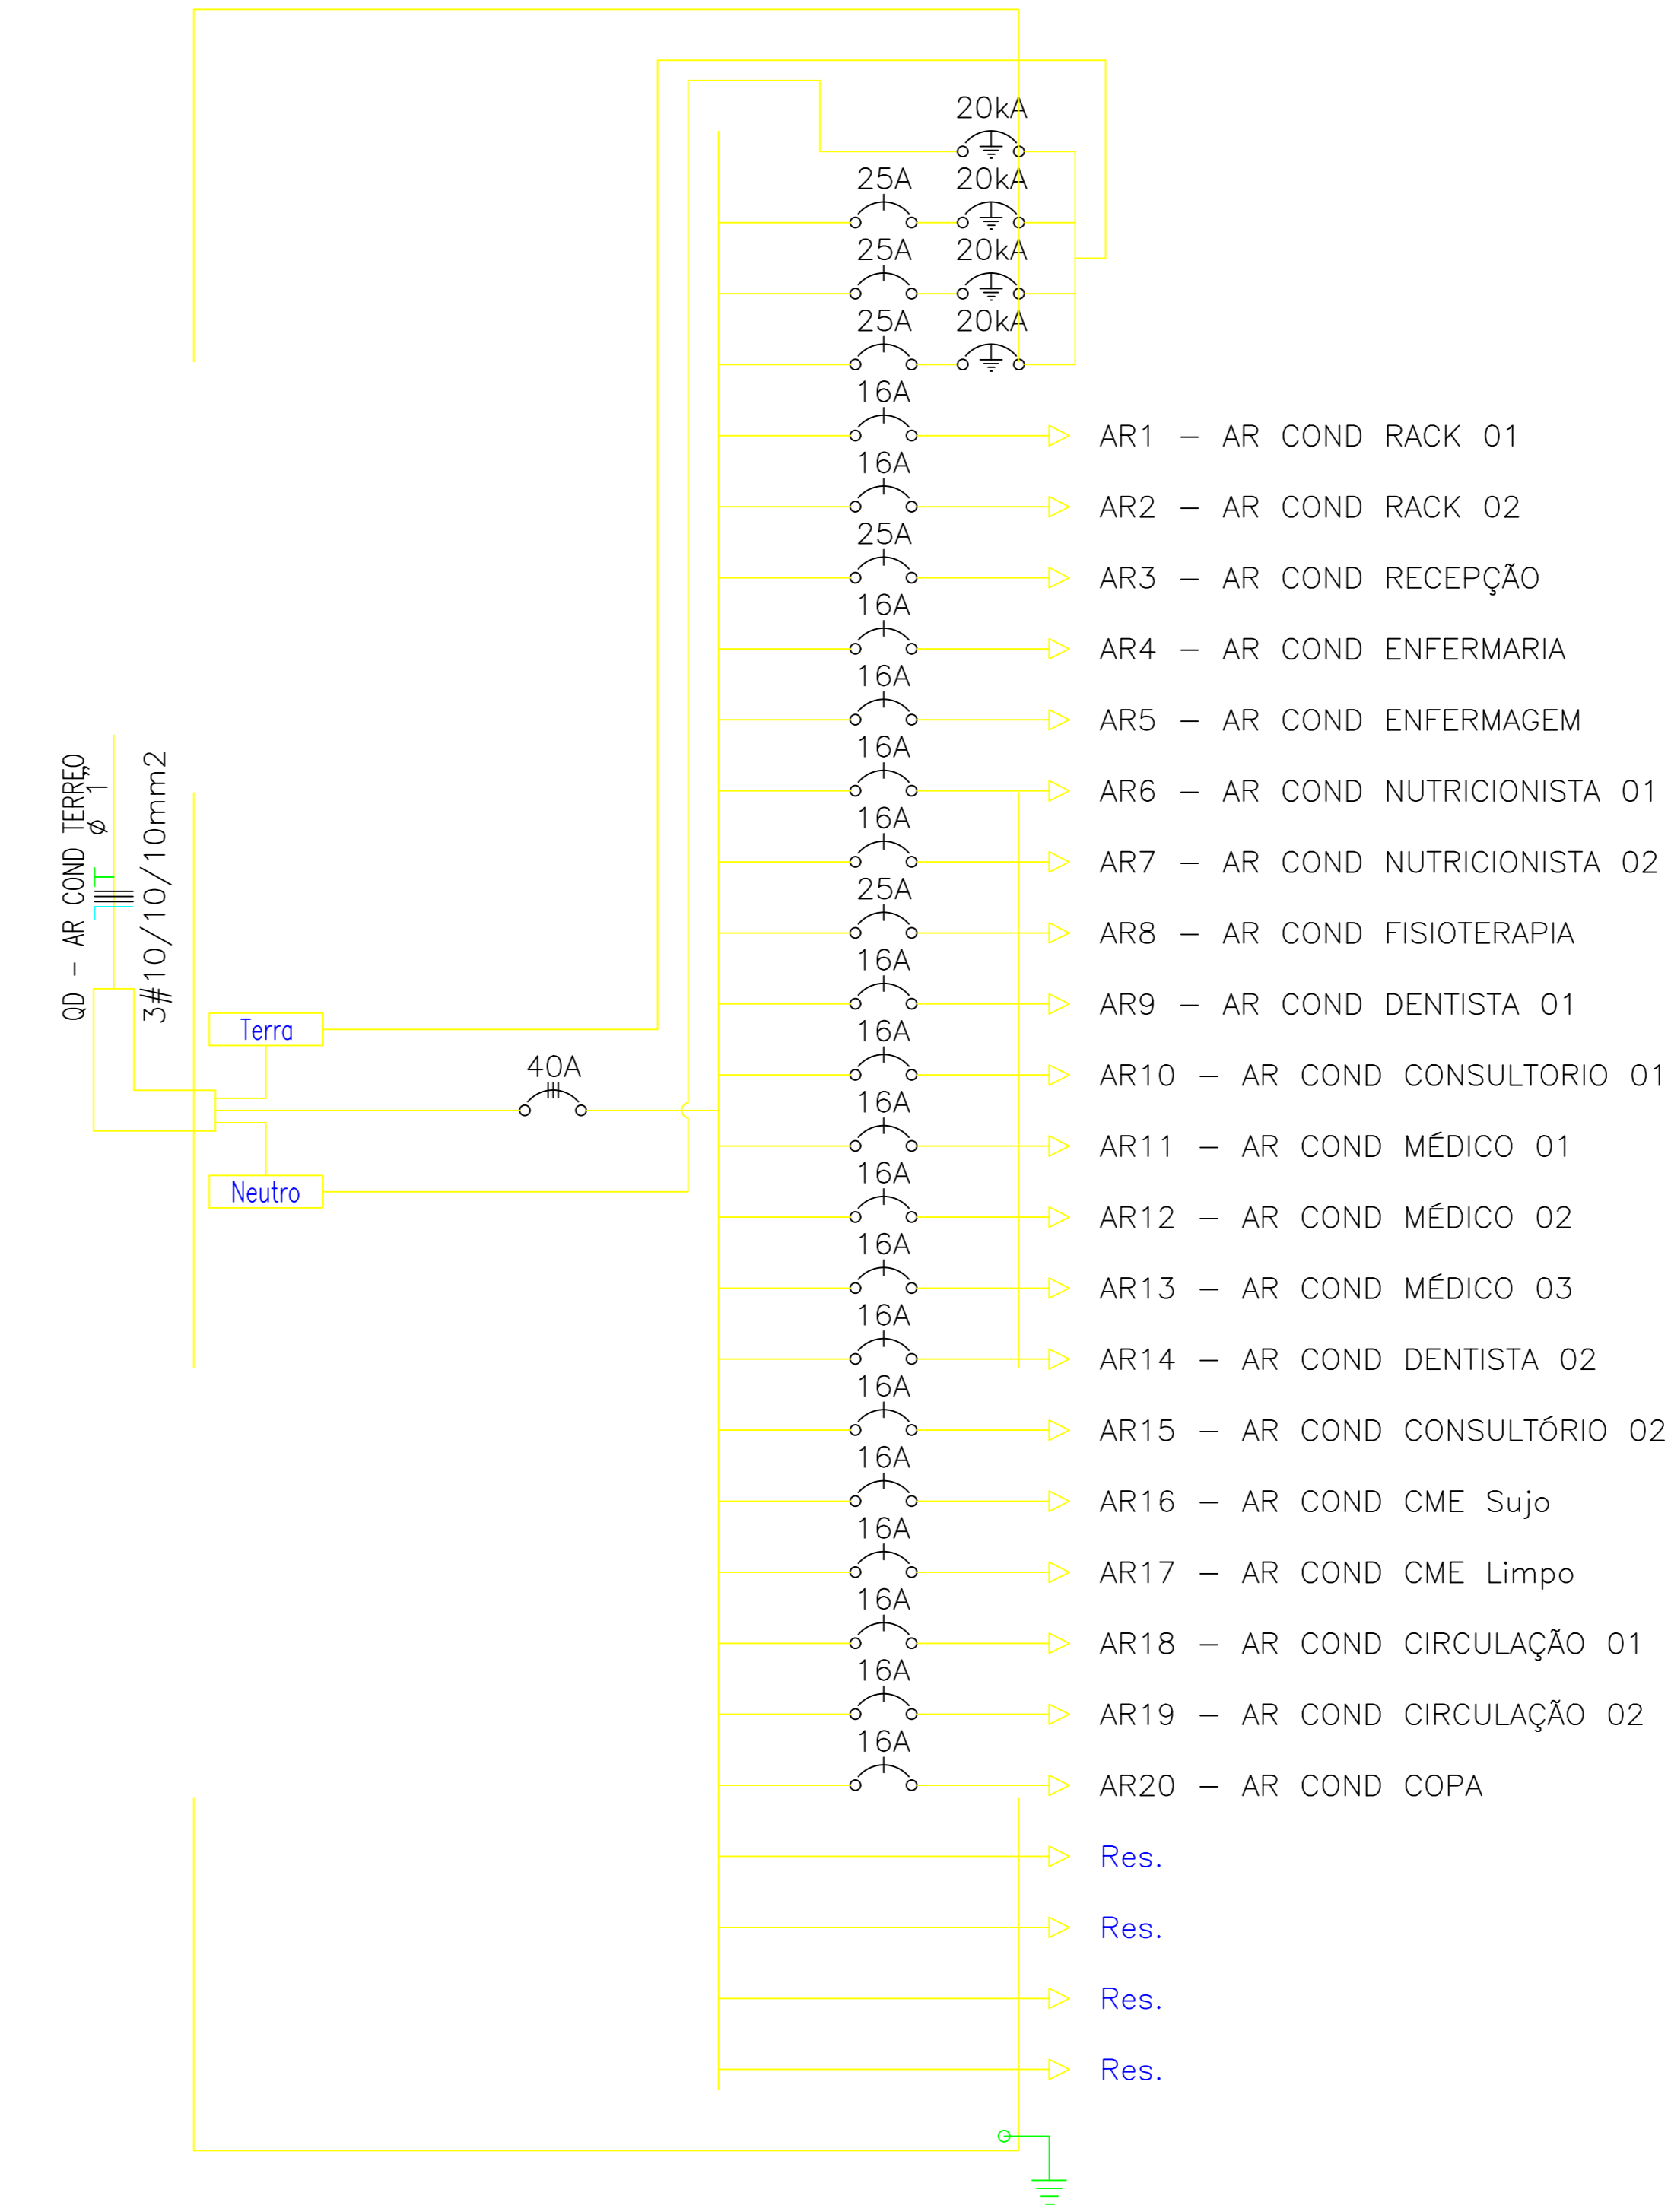 20kA
25A 20kA
25A 20kA
25A 20kA
16A
AR1 – AR COND RACK 01
16A
AR2 – AR COND RACK 02
25A
AR3 – AR COND RECEPÇÃO
16A
AR4 – AR COND ENFERMARIA
16A
AR5 – AR COND ENFERMAGEM
16A
AR6 – AR COND NUTRICIONISTA 01
16A
AR7 – AR COND NUTRICIONISTA 02
25A
AR8 – AR COND FISIOTERAPIA
16A
AR9 – AR COND DENTISTA 01
16A
AR10 – AR COND CONSULTORIO 01
16A
AR11 – AR COND MÉDICO 01
16A
AR12 – AR COND MÉDICO 02
16A
AR13 – AR COND MÉDICO 03
16A
AR14 – AR COND DENTISTA 02
16A
AR15 – AR COND CONSULTÓRIO 02
16A
AR16 – AR COND CME Sujo
16A
AR17 – AR COND CME Limpo
16A
AR18 – AR COND CIRCULAÇÃO 01
16A
AR19 – AR COND CIRCULAÇÃO 02
16A
AR20 – AR COND COPA
Res.
Res.
Res.
Res.
QD – AR COND TERREO
ø 1"
3#10/10/10mm2
Terra
40A
Neutro